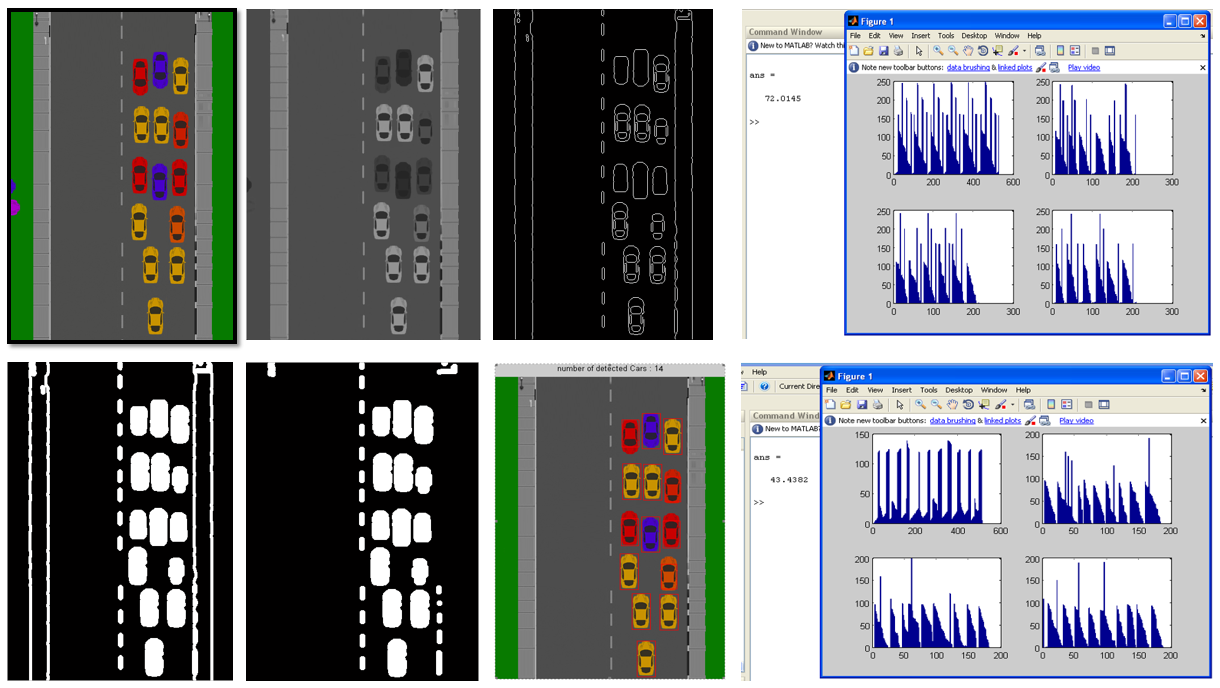 Command Window
New to MATLAB? Watch this
ans =
72.0145
>>
Figure 1
File Edit View Insert Tools Desktop Window Help
Note new toolbar buttons: data brushing & linked plots Play video
250
200
150
100
50
0
0 200 400 600
250
200
150
100
50
0
0 100 200 300
250
200
150
100
50
0
0 100 200 300
250
200
150
100
50
0
0 100 200 300
number of detected Cars : 14
Help
Current Dire
Command Wind
New to MATLAB?
ans =
43.4382
>>
Figure 1
File Edit View Insert Tools Desktop Window Help
Note new toolbar buttons: data brushing & linked plots Play video
150
100
50
0
0 200 400 600
200
150
100
50
0
0 50 100 150 200
200
150
100
50
0
0 50 100 150 200
200
150
100
50
0
0 50 100 150 200